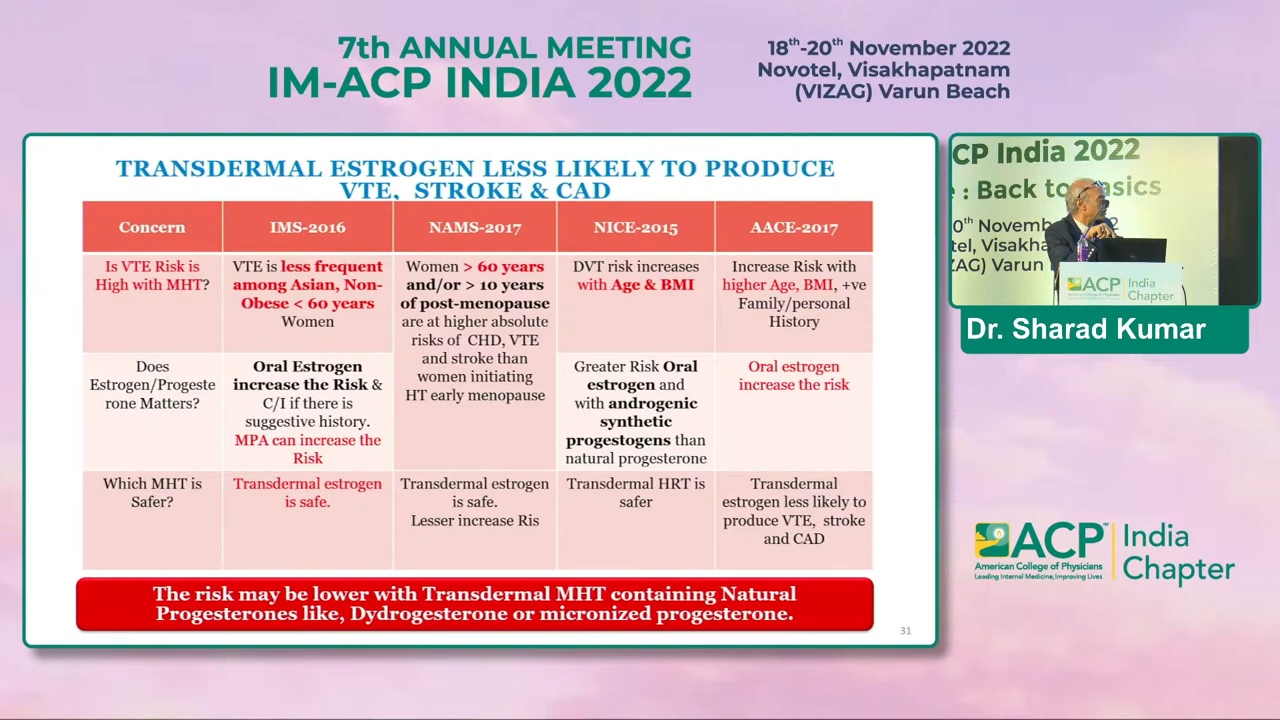 7th ANNUAL MEETING
IM-ACP INDIA 2022
18th-20th November 2022
Novotel, Visakhapatnam
(VIZAG) Varun Beach
TRANSDERMAL ESTROGEN LESS LIKELY TO PRODUCE
VTE, STROKE & CAD
Concern
IMS-2016
NAMS-2017
NICE-2015
AACE-2017
Is VTE Risk is
High with MHT?
VTE is less frequent
among Asian, Non-
Obese < 60 years
Women
Women > 60 years
and/or > 10 years
of post-menopause
are at higher absolute
risks of CHD, VTE
and stroke than
women initiating
HT early menopause
DVT risk increases
with Age & BMI
Increase Risk with
higher Age, BMI, +ve
Family/personal
History
Does
Estrogen/Progeste
rone Matters?
Oral Estrogen
increase the Risk &
C/I if there is
suggestive history.
MPA can increase the
Risk
Greater Risk Oral
estrogen and
with androgenic
synthetic
progestogens than
natural progesterone
Oral estrogen
increase the risk
Which MHT is
Safer?
Transdermal estrogen
is safe.
Transdermal estrogen
is safe.
Lesser increase Ris
Transdermal HRT is
safer
Transdermal
estrogen less likely to
produce VTE, stroke
and CAD
The risk may be lower with Transdermal MHT containing Natural
Progesterones like, Dydrogesterone or micronized progesterone.
31
CP India 2022
: Back to
asics
0th November
2022
otel, Visakha
ZAG) Varun
ACP
India
Chapter
Dr. Sharad Kumar
ACP
American College of Physicians
Leading Internal Medicine, Improving Lives
India
Chapter